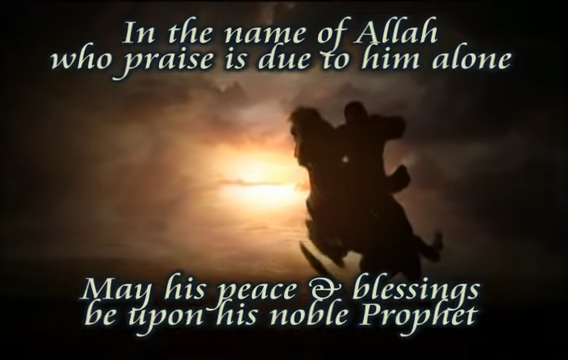 In the name of Allah
who praise is due to him alone
May his peace & blessings
be upon his noble Prophet